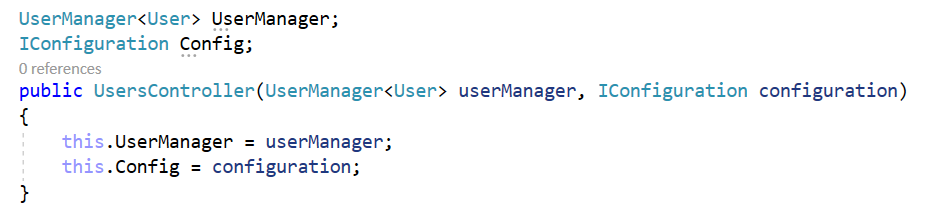 UserManager<User> UserManager;
IConfiguration Config;
0 references
public UsersController(UserManager<User> userManager, IConfiguration configuration)
{
this.UserManager = userManager;
this.Config = configuration;
}